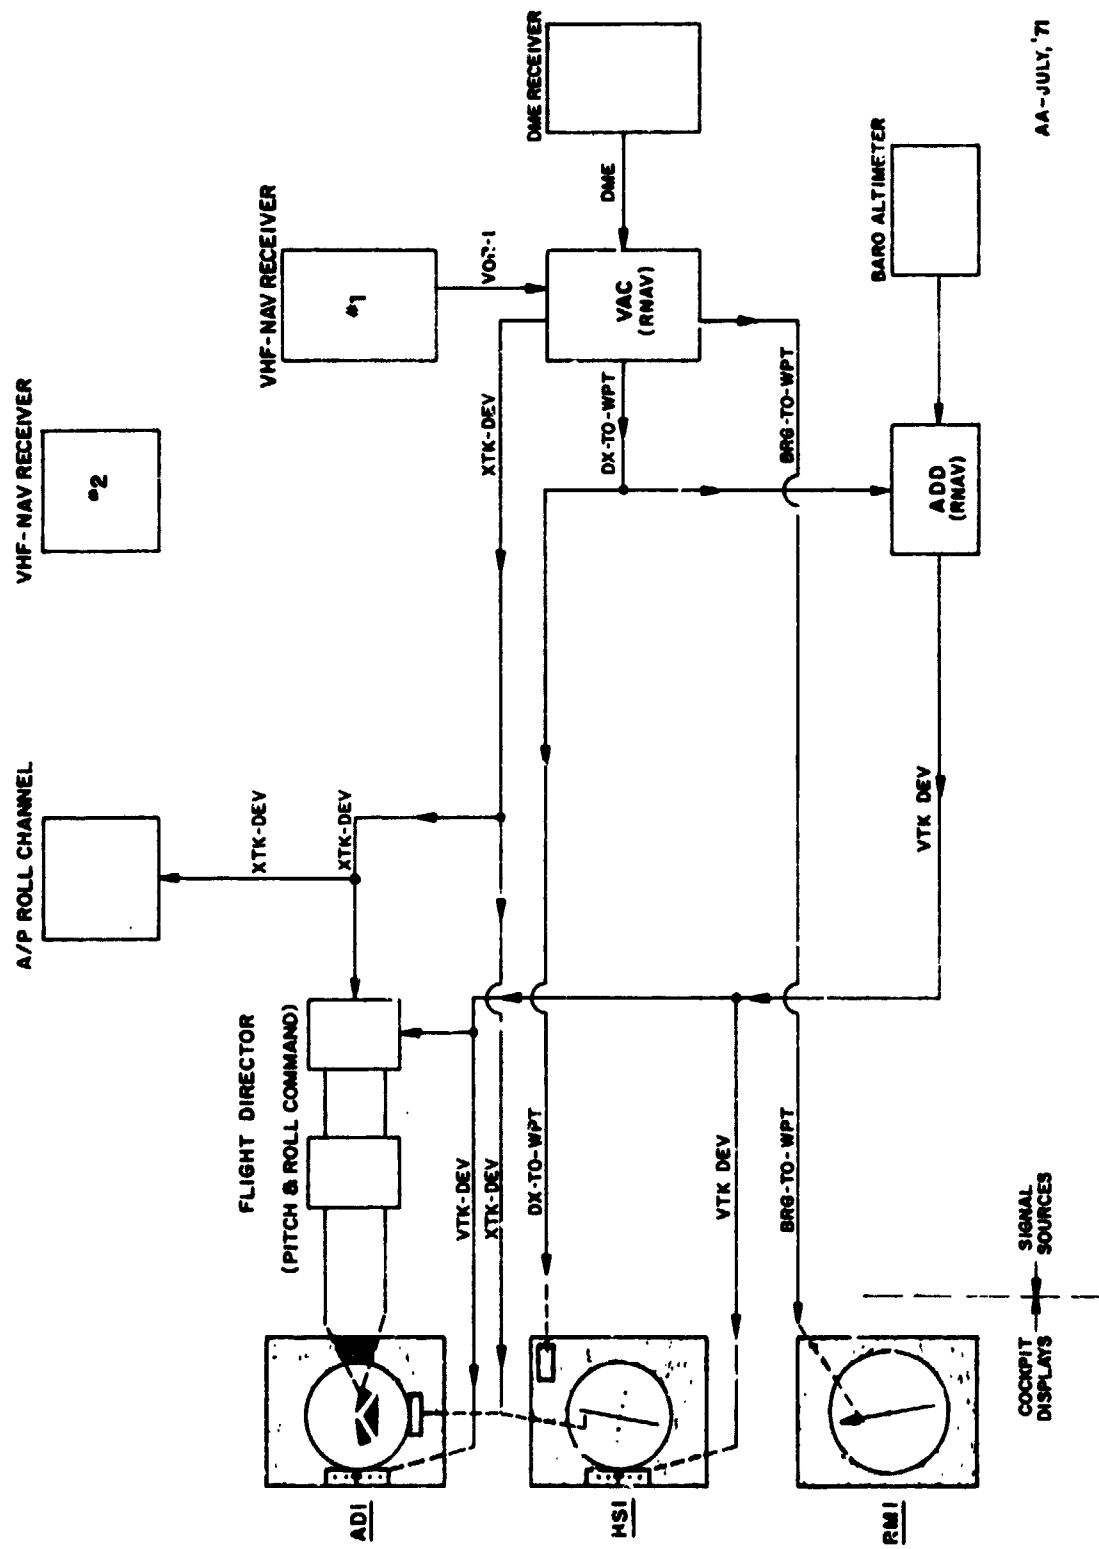 VHF-NAV RECEIVER
#2
VHF-NAV RECEIVER
#1
VOR-1
DME RECEIVER
DME
VAC
(RNAV)
BARO ALTIMETER
AA-JULY, '71
XTK-DEV
DX-TO-WPT
BRG-TO-WPT
ADD
(RNAV)
A/P ROLL CHANNEL
XTK-DEV
XTK-DEV
VTK DEV
FLIGHT DIRECTOR
(PITCH & ROLL COMMAND)
VTK-DEV
XTK-DEV
DX-TO-WPT
VTK DEV
BRG-TO-WPT
SIGNAL
SOURCES
COCKPIT
DISPLAYS
ADI
HSI
RMI